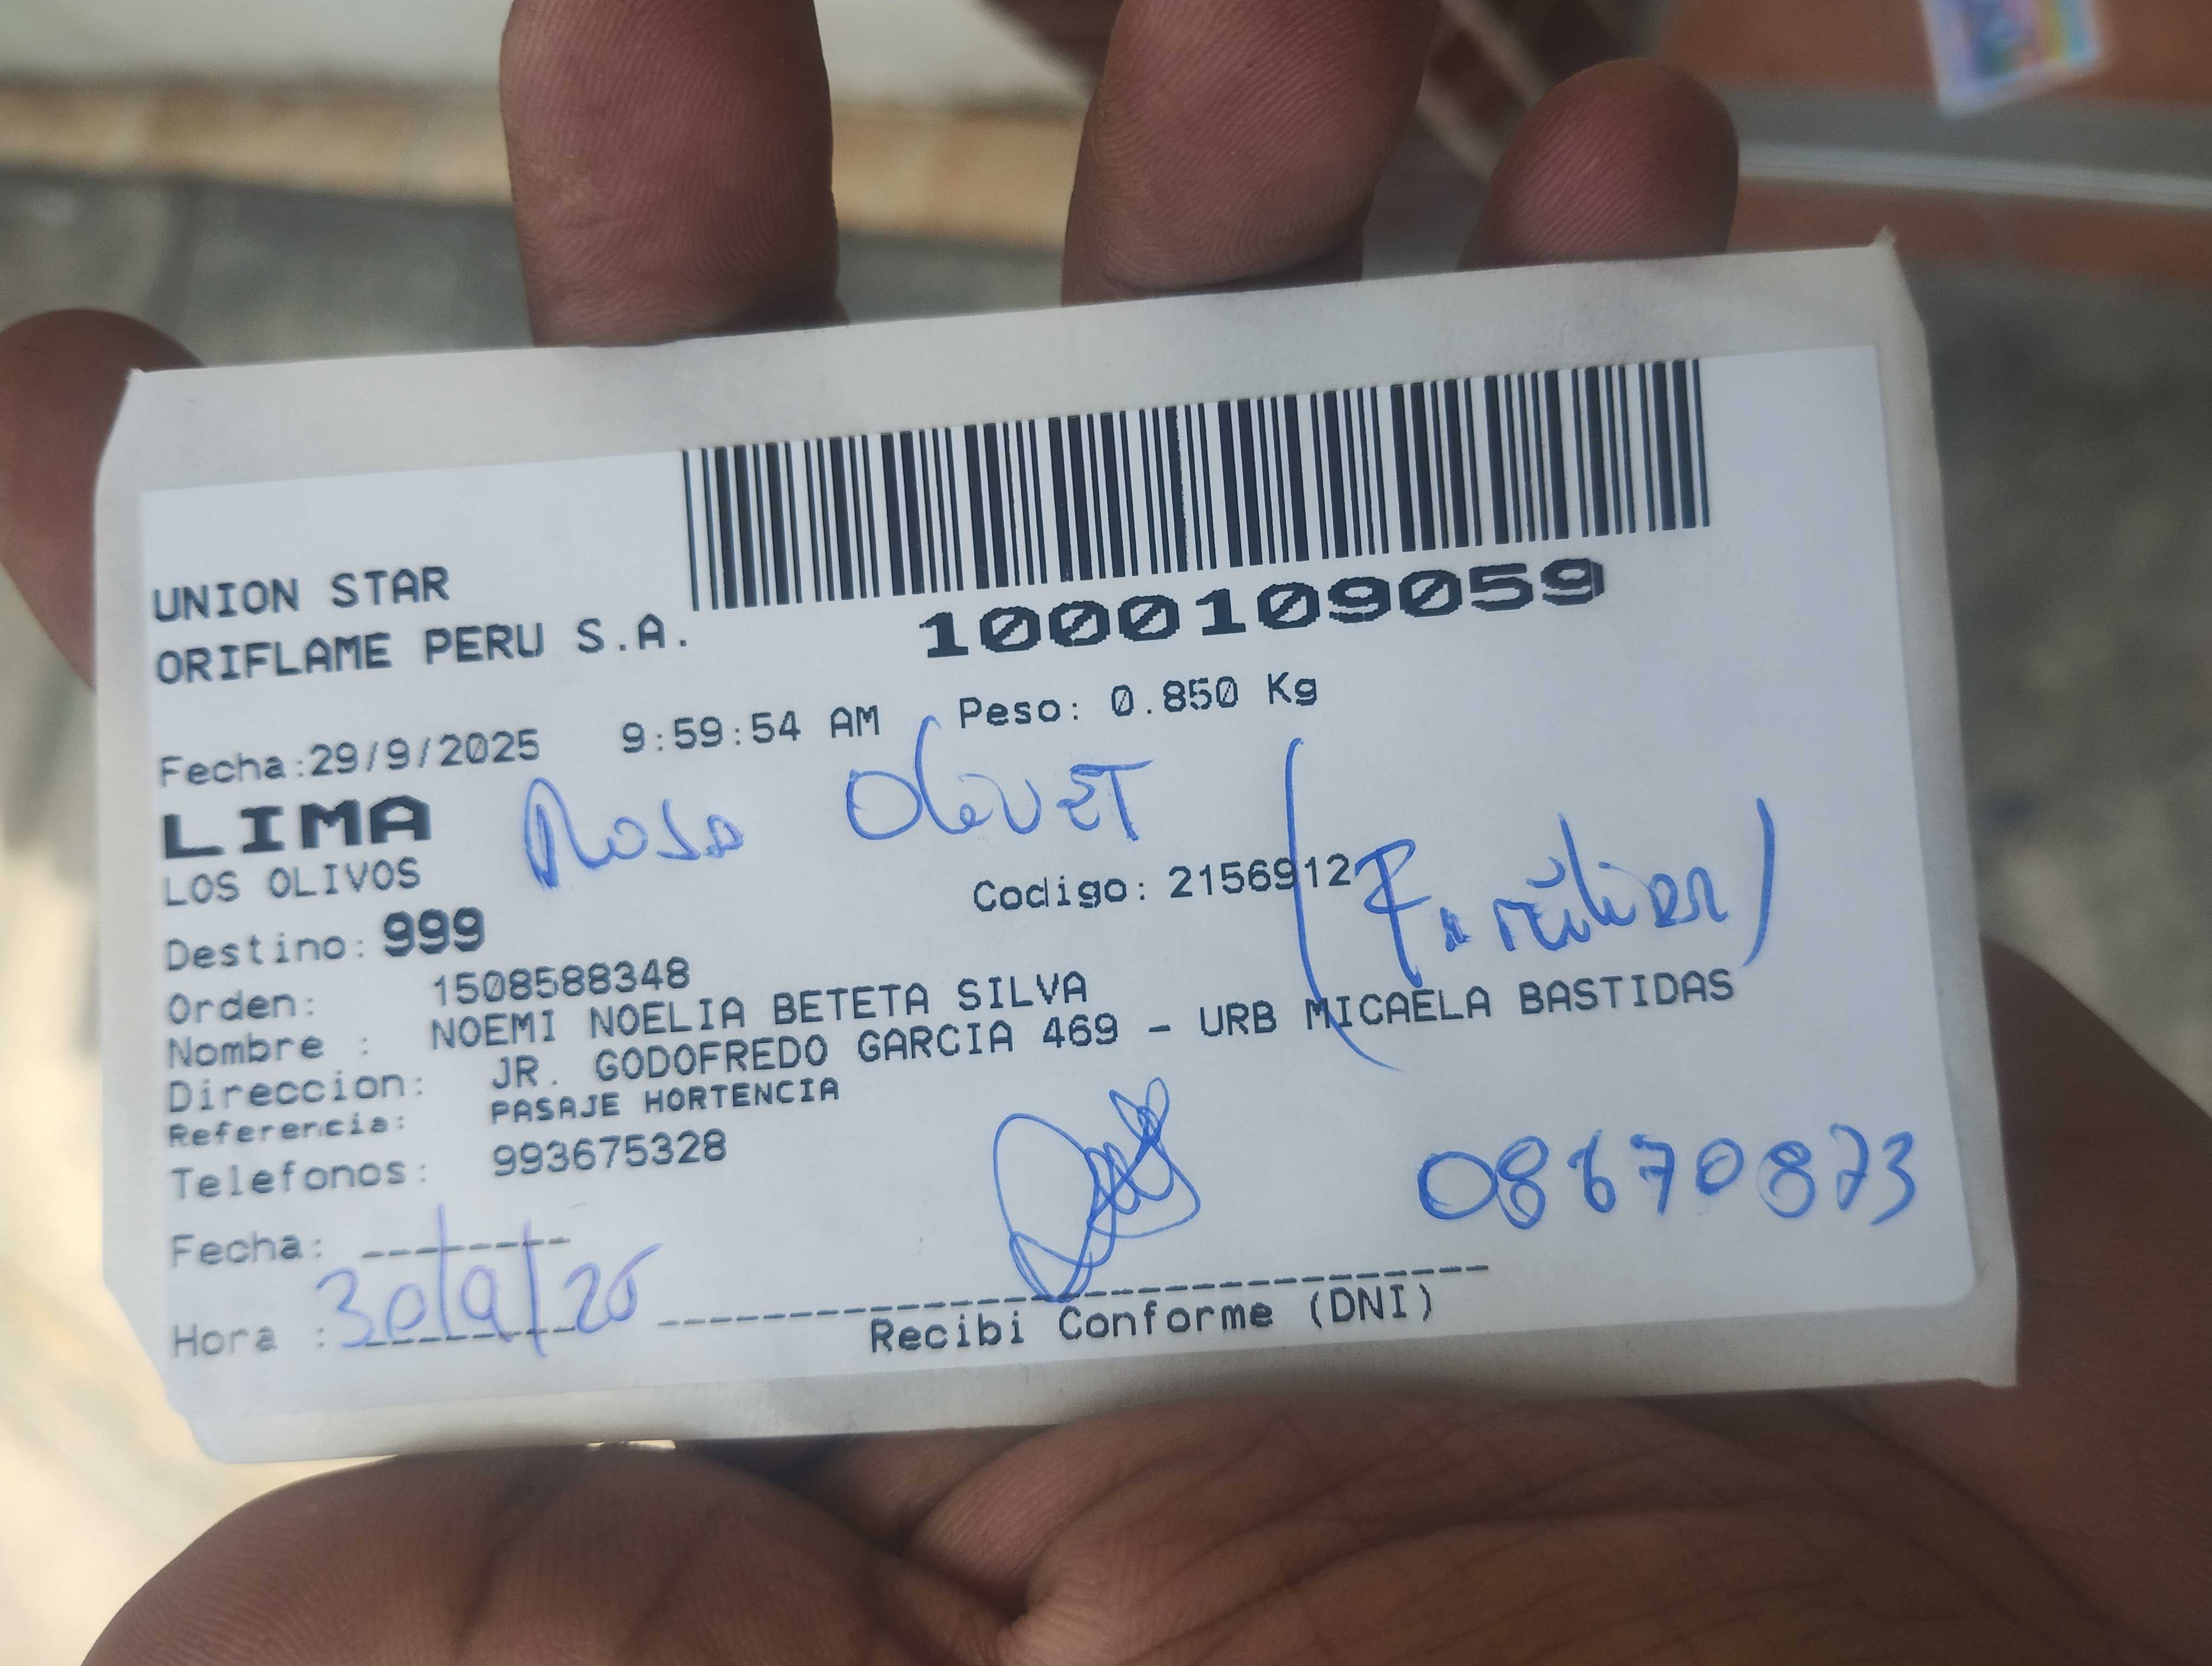 UNION STAR
ORIFLAME PERU S.A.
1000109059
Fecha:29/9/2025 9:59:54 AM Peso: 0.850 Kg
LIMA
Rosa Olivet
LOS OLIVOS
Codigo: 2156912
(Familiar)
Destino: 999
Orden: 1508588348
Nombre : NOEMI NOELIA BETETA SILVA
Direccion: JR. GODOFREDO GARCIA 469 - URB MICAELA BASTIDAS
Referencia: PASAJE HORTENCIA
Telefonos: 993675328
08670873
Fecha:
30/9/25
Hora :
Recibi Conforme (DNI)